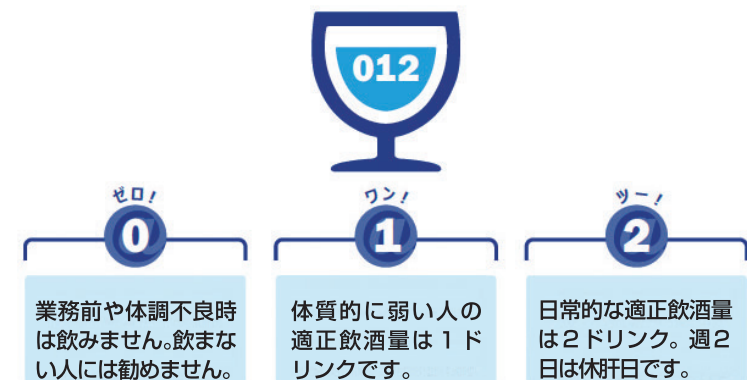 012
ゼロ!
0
業務前や体調不良時
は飲みません。飲まな
い人には勧めません。
ワン!
1
体質的に弱い人の
適正飲酒量は1ド
リンクです。
ツー!
2
日常的な適正飲酒量
は2ドリンク。週2
日は休肝日です。